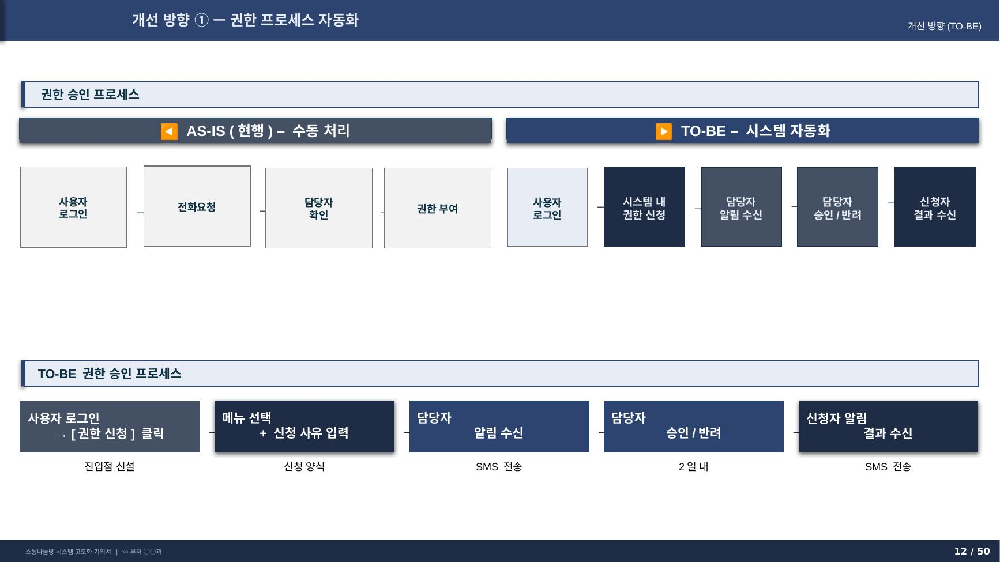 개선 방향 ① — 권한 프로세스 자동화
개선 방향 (TO-BE)
권한 승인 프로세스
◀ AS-IS ( 현행 ) – 수동 처리
▶ TO-BE – 시스템 자동화
사용자
로그인
전화요청
담당자
확인
권한 부여
사용자
로그인
시스템 내
권한 신청
담당자
알림 수신
담당자
승인 / 반려
신청자
결과 수신
TO-BE 권한 승인 프로세스
사용자 로그인
→ [ 권한 신청 ] 클릭
메뉴 선택
+ 신청 사유 입력
담당자
알림 수신
담당자
승인 / 반려
신청자 알림
결과 수신
진입점 신설
신청 양식
SMS 전송
2 일 내
SMS 전송
소통나눔방 시스템 고도화 기획서 | ○○ 부처 〇〇과
12 / 50